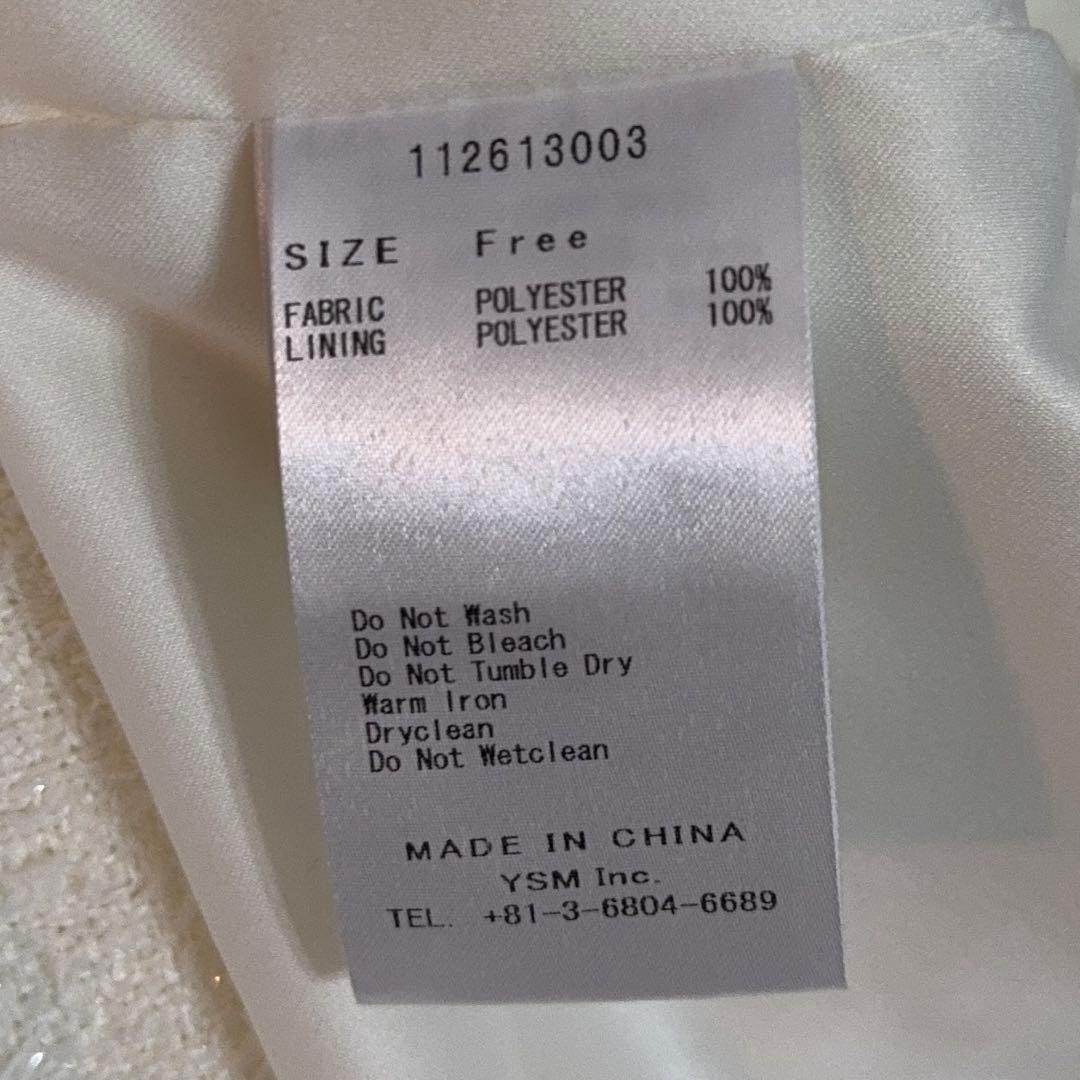 112613003
SIZE Free
FABRIC POLYESTER 100%
LINING POLYESTER 100%
Do Not Wash
Do Not Bleach
Do Not Tumble Dry
Warm Iron
Dryclean
Do Not Wetclean
MADE IN CHINA
YSM Inc.
TEL. +81-3-6804-6689